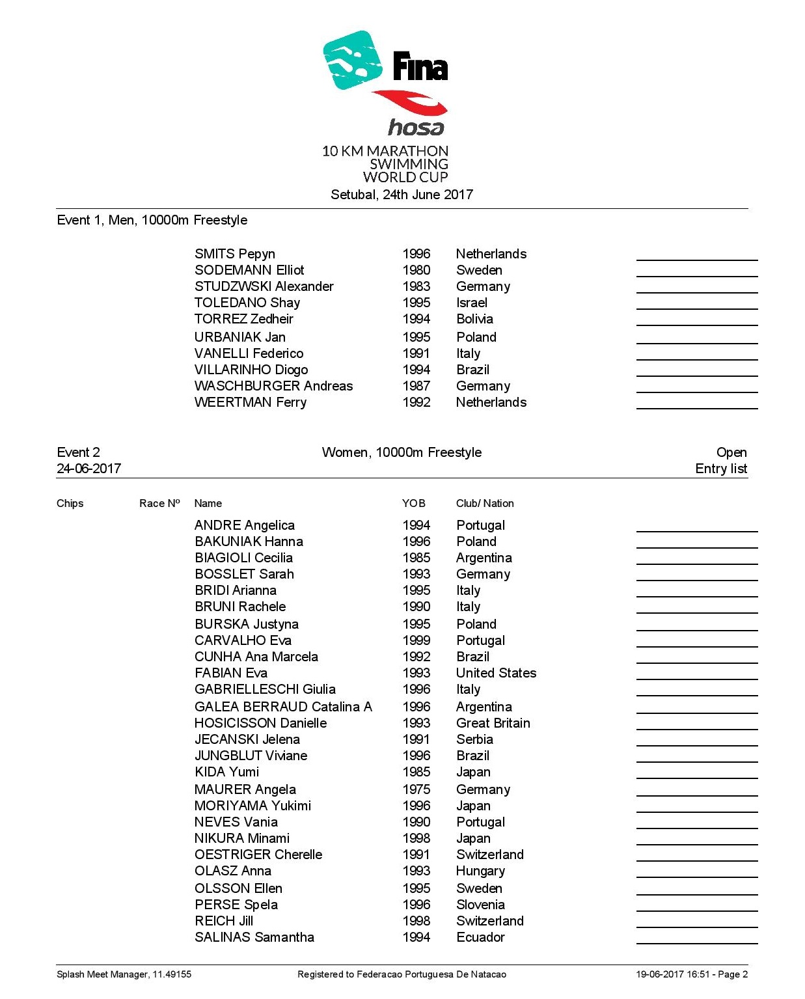 Fina
hosa
10 KM MARATHON
SWIMMING
WORLD CUP
Setubal, 24th June 2017
Event 1, Men, 10000m Freestyle
SMITS Pepyn 1996 Netherlands
SODEMANN Elliot 1980 Sweden
STUDZWSKI Alexander 1983 Germany
TOLEDANO Shay 1995 Israel
TORREZ Zedheir 1994 Bolivia
URBANIAK Jan 1995 Poland
VANELLI Federico 1991 Italy
VILLARINHO Diogo 1994 Brazil
WASCHBURGER Andreas 1987 Germany
WEERTMAN Ferry 1992 Netherlands
Event 2 Women, 10000m Freestyle Open
24-06-2017 Entry list
Chips Race Nº Name YOB Club/ Nation
ANDRE Angelica 1994 Portugal
BAKUNIAK Hanna 1996 Poland
BIAGIOLI Cecilia 1985 Argentina
BOSSLET Sarah 1993 Germany
BRIDI Arianna 1995 Italy
BRUNI Rachele 1990 Italy
BURSKA Justyna 1995 Poland
CARVALHO Eva 1999 Portugal
CUNHA Ana Marcela 1992 Brazil
FABIAN Eva 1993 United States
GABRIELLESCHI Giulia 1996 Italy
GALEA BERRAUD Catalina A 1996 Argentina
HOSICISSON Danielle 1993 Great Britain
JECANSKI Jelena 1991 Serbia
JUNGBLUT Viviane 1996 Brazil
KIDA Yumi 1985 Japan
MAURER Angela 1975 Germany
MORIYAMA Yukimi 1996 Japan
NEVES Vania 1990 Portugal
NIKURA Minami 1998 Japan
OESTRIGER Cherelle 1991 Switzerland
OLASZ Anna 1993 Hungary
OLSSON Ellen 1995 Sweden
PERSE Spela 1996 Slovenia
REICH Jill 1998 Switzerland
SALINAS Samantha 1994 Ecuador
Splash Meet Manager, 11.49155 Registered to Federacao Portuguesa De Natacao 19-06-2017 16:51 - Page 2